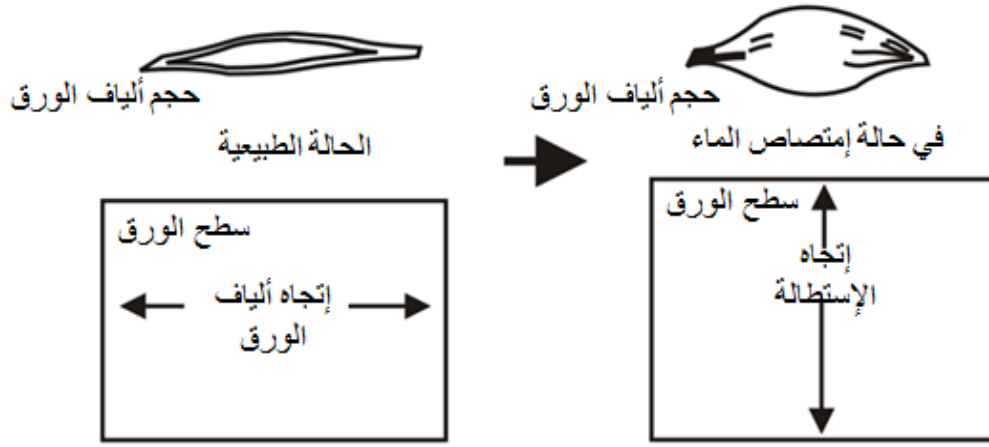 حجم ألياف الورق
الحالة الطبيعية
سطح الورق
إتجاه ألياف
الورق
حجم ألياف الورق
في حالة إمتصاص الماء
سطح الورق
إتجاه
الإستطالة